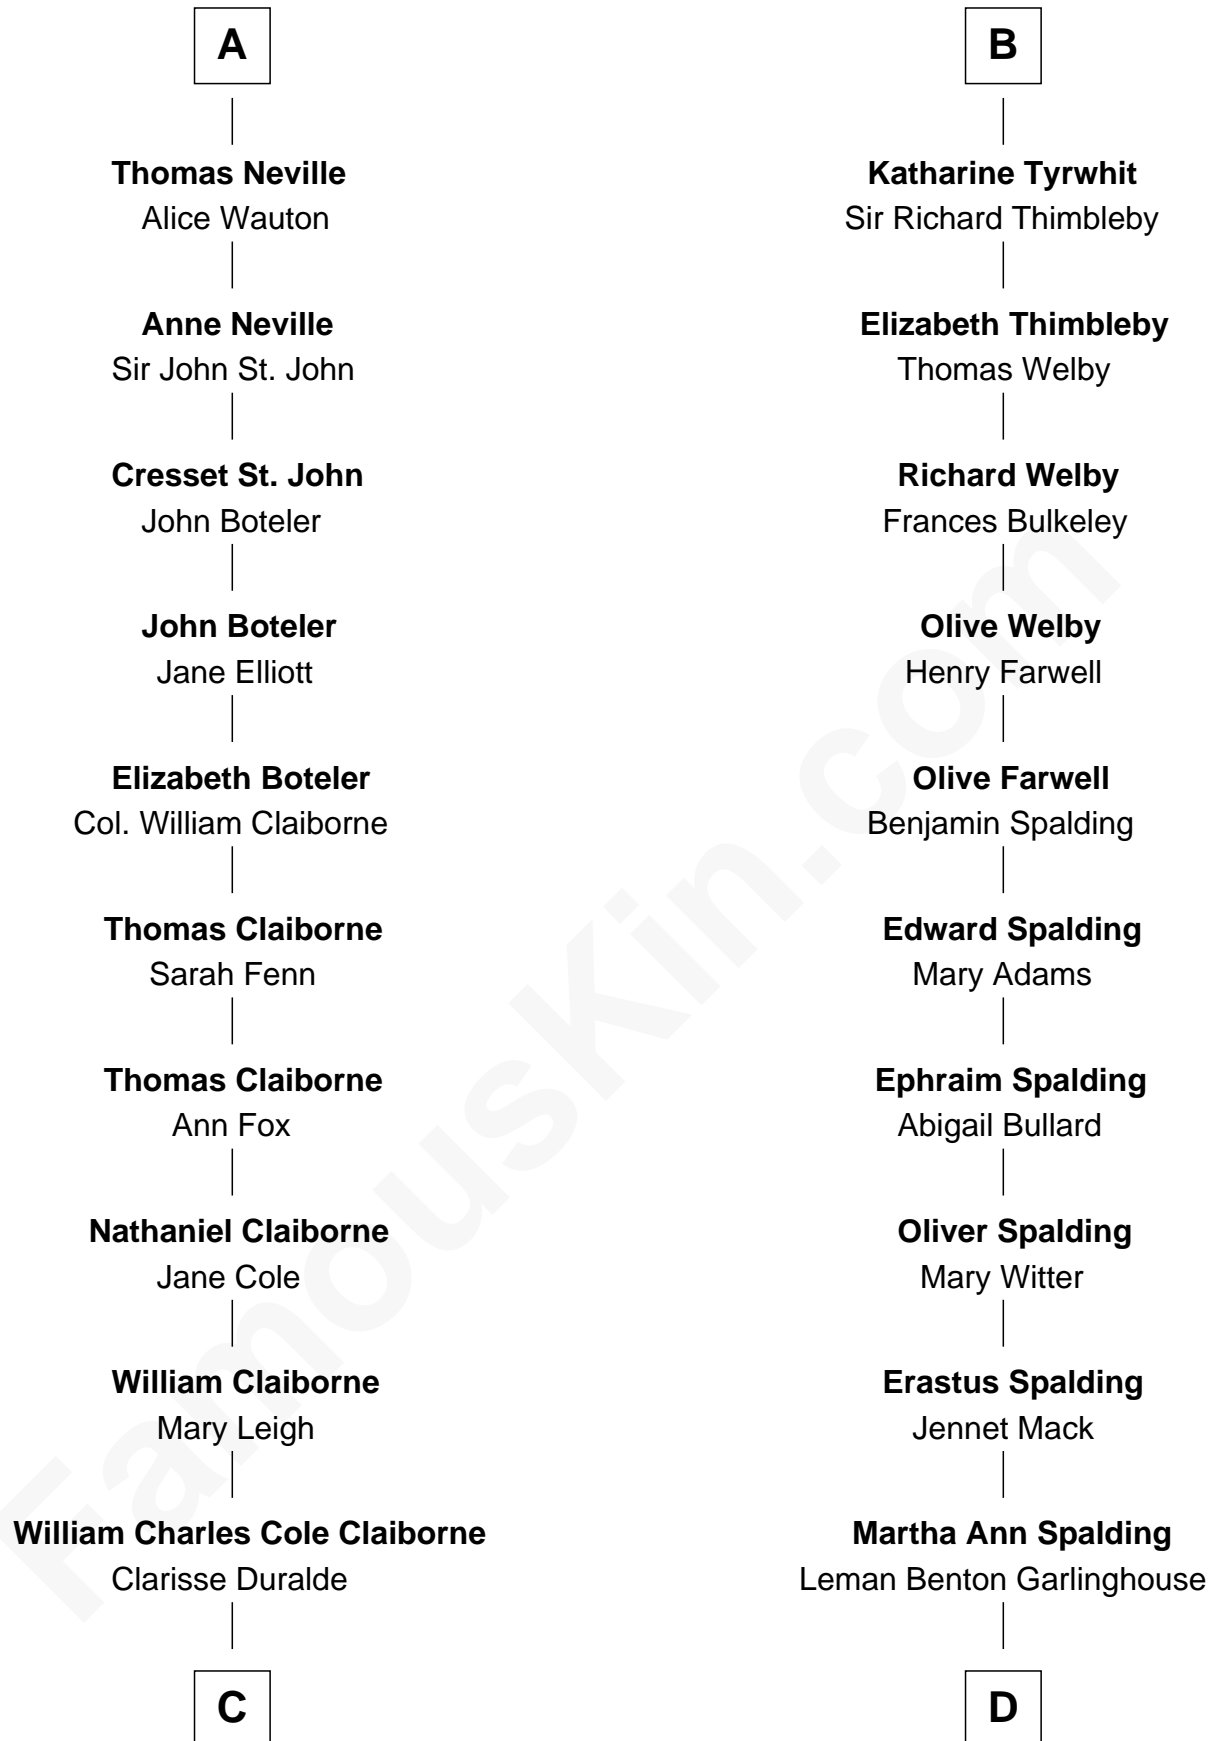 A
Thomas Neville
Alice Wauton
Anne Neville
Sir John St. John
Cresset St. John
John Boteler
John Boteler
Jane Elliott
Elizabeth Boteler
Col. William Claiborne
Thomas Claiborne
Sarah Fenn
Thomas Claiborne
Ann Fox
Nathaniel Claiborne
Jane Cole
William Claiborne
Mary Leigh
William Charles Cole Claiborne
Clarisse Duralde
C
B
Katharine Tyrwhit
Sir Richard Thimbleby
Elizabeth Thimbleby
Thomas Welby
Richard Welby
Frances Bulkeley
Olive Welby
Henry Farwell
Olive Farwell
Benjamin Spalding
Edward Spalding
Mary Adams
Ephraim Spalding
Abigail Bullard
Oliver Spalding
Mary Witter
Erastus Spalding
Jennet Mack
Martha Ann Spalding
Leman Benton Garlinghouse
D
FamousKin.com